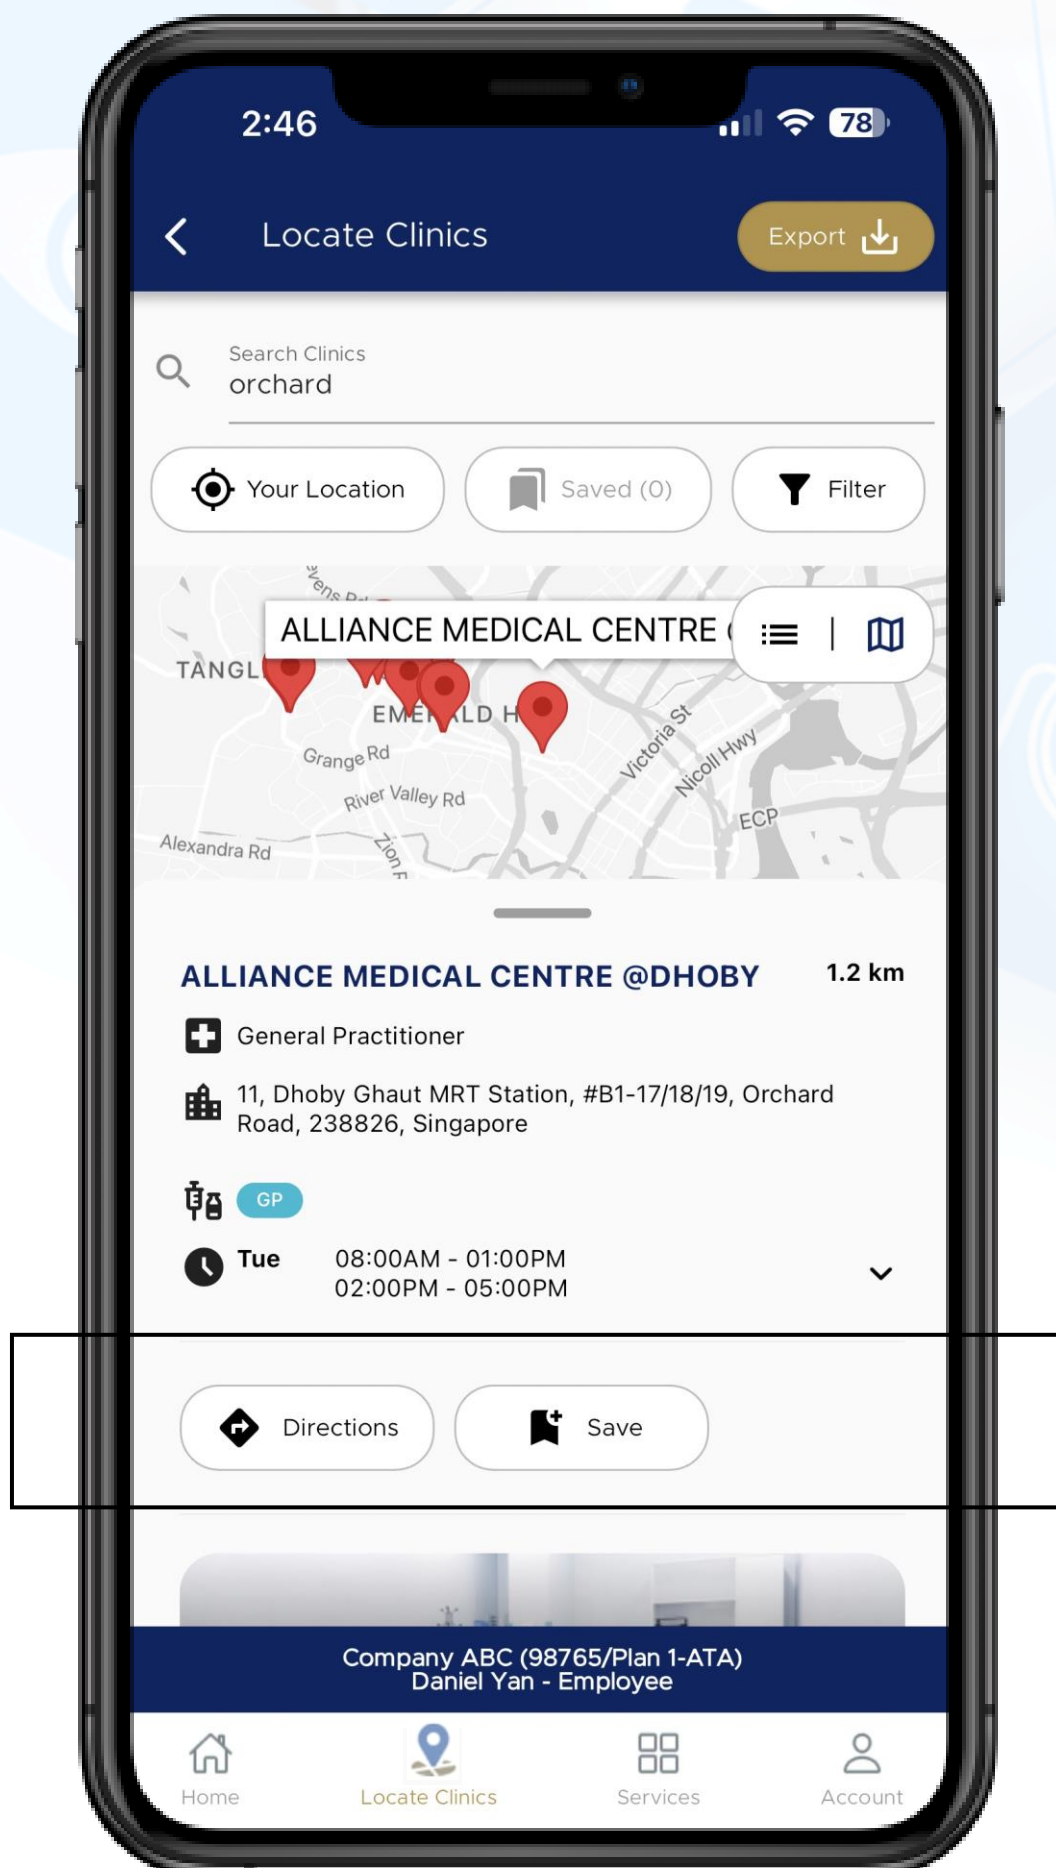 2:46
78
Locate Clinics
Export
Search Clinics
orchard
Your Location
Saved (0)
Filter
ALLIANCE MEDICAL CENTRE
Grange Rd
Victoria St
Nicoll Hwy
River Valley Rd
ECP
Alexandra Rd
Zion
ALLIANCE MEDICAL CENTRE @DHOBY
1.2 km
General Practitioner
11, Dhoby Ghaut MRT Station, #B1-17/18/19, Orchard
Road, 238826, Singapore
GP
Tue 08:00AM - 01:00PM
02:00PM - 05:00PM
Directions
Save
Company ABC (98765/Plan 1-ATA)
Daniel Yan - Employee
Home
Locate Clinics
Services
Account